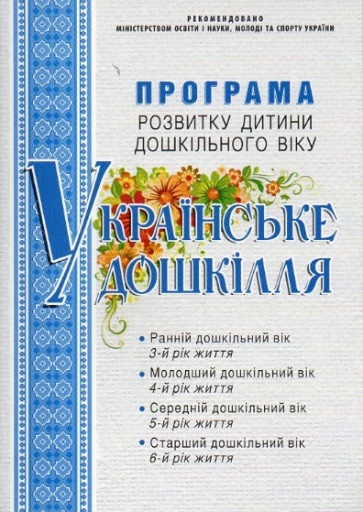 РЕКОМЕНДОВАНО
МІНІСТЕРСТВОМ ОСВІТИ І НАУКИ, МОЛОДІ ТА СПОРТУ УКРАЇНИ
ПРОГРАМА
РОЗВИТКУ ДИТИНИ
ДОШКІЛЬНОГО ВІКУ
УКРАЇНСЬКЕ
ДОШКІЛЛЯ
• Ранній дошкільний вік
3-й рік життя
• Молодший дошкільний вік
4-й рік життя
• Середній дошкільний вік
5-й рік життя
• Старший дошкільний вік
6-й рік життя